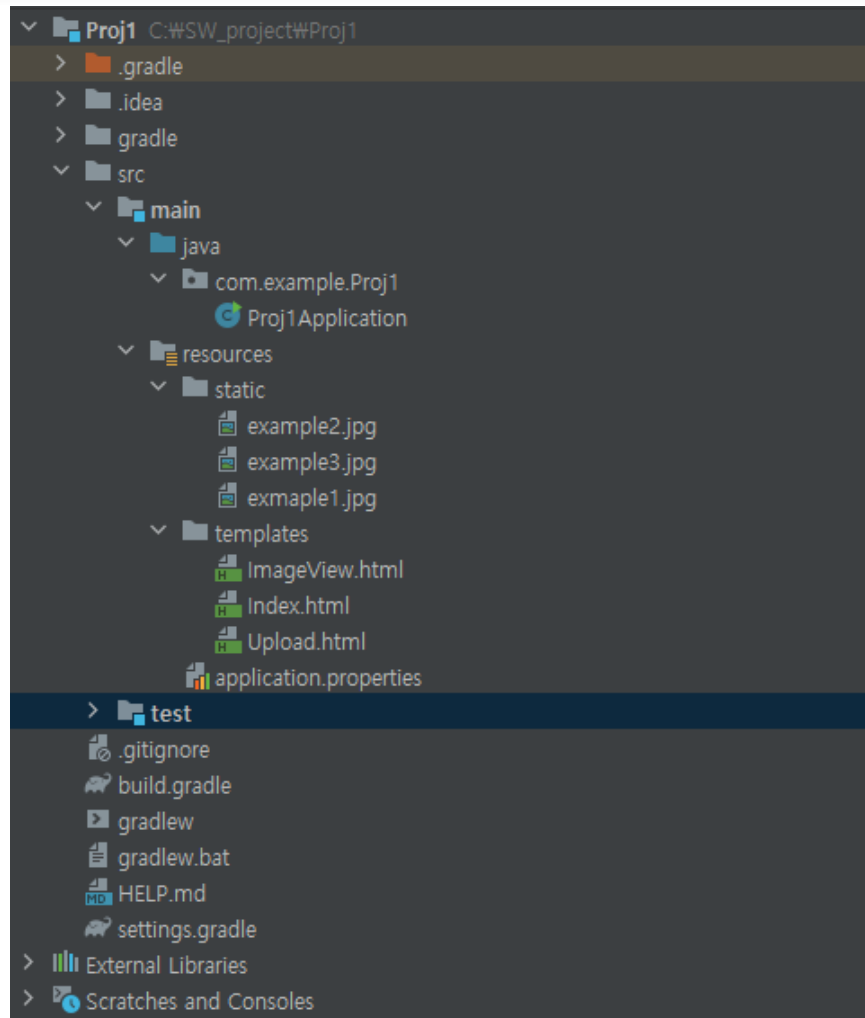 Proj1 C:₩SW_project₩Proj1
.gradle
.idea
gradle
src
main
java
com.example.Proj1
C Proj1Application
resources
static
example2.jpg
example3.jpg
exmaple1.jpg
templates
H ImageView.html
H Index.html
H Upload.html
application.properties
test
.gitignore
build.gradle
gradlew
gradlew.bat
MD HELP.md
settings.gradle
External Libraries
Scratches and Consoles